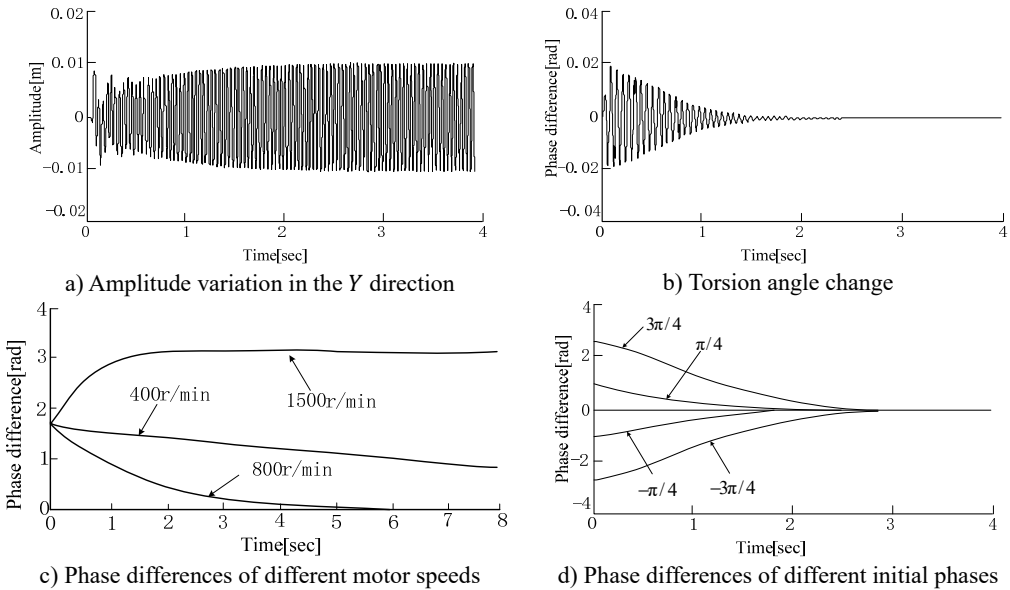 0.02
0.01
0
-0.01
-0.02
Amplitude[m]
0 1 2 3 4
Time[sec]
a) Amplitude variation in the Y direction
0.04
0.02
0
-0.02
-0.04
Phase difference[rad]
0 1 2 3 4
Time[sec]
b) Torsion angle change
4
3
2
1
0
Phase difference[rad]
1500r/min
400r/min
800r/min
0 1 2 3 4 5 6 7 8
Time[sec]
c) Phase differences of different motor speeds
4
2
0
-2
-4
Phase difference[rad]
3π/4
π/4
-π/4
-3π/4
0 1 2 3 4
Time[sec]
d) Phase differences of different initial phases